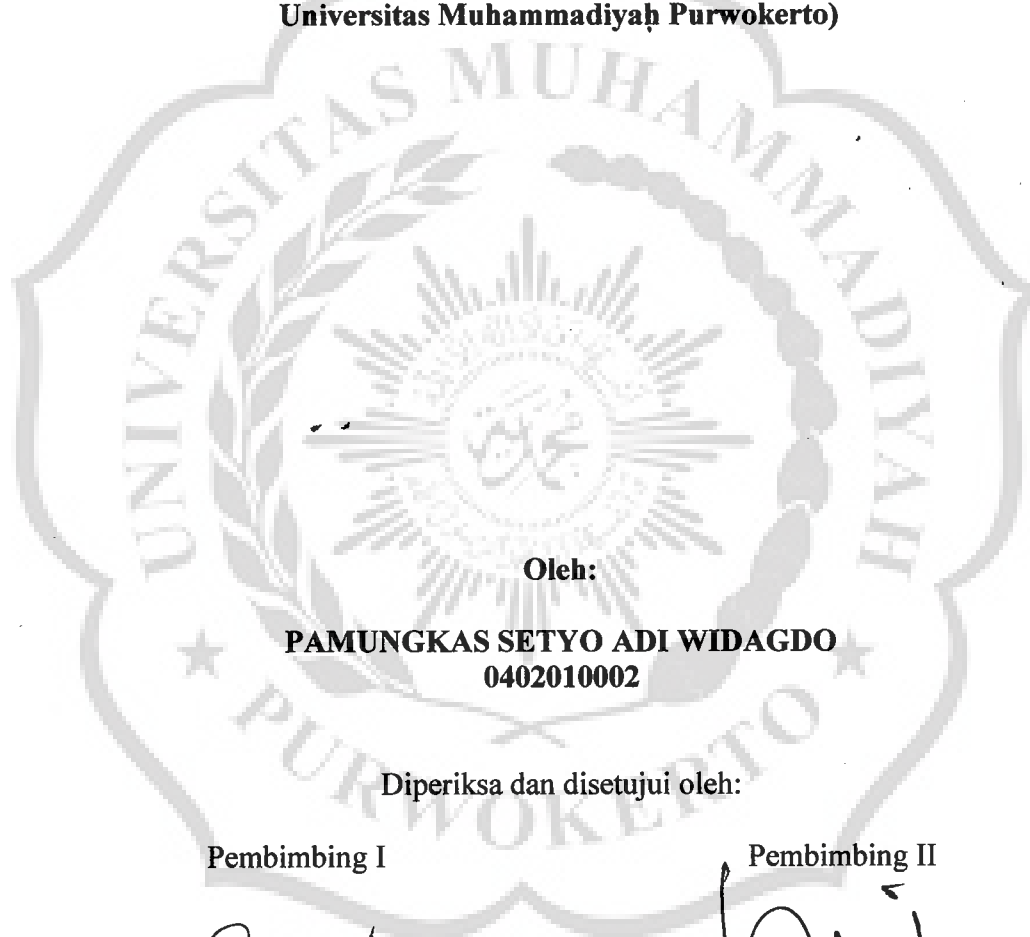 Universitas Muhammadiyah Purwokerto)
UNIVERSITAS MUHAMMADIYAH
★ PURWOKERTO ★
Oleh:
PAMUNGKAS SETYO ADI WIDAGDO
0402010002
Diperiksa dan disetujui oleh:
Pembimbing I
Pembimbing II